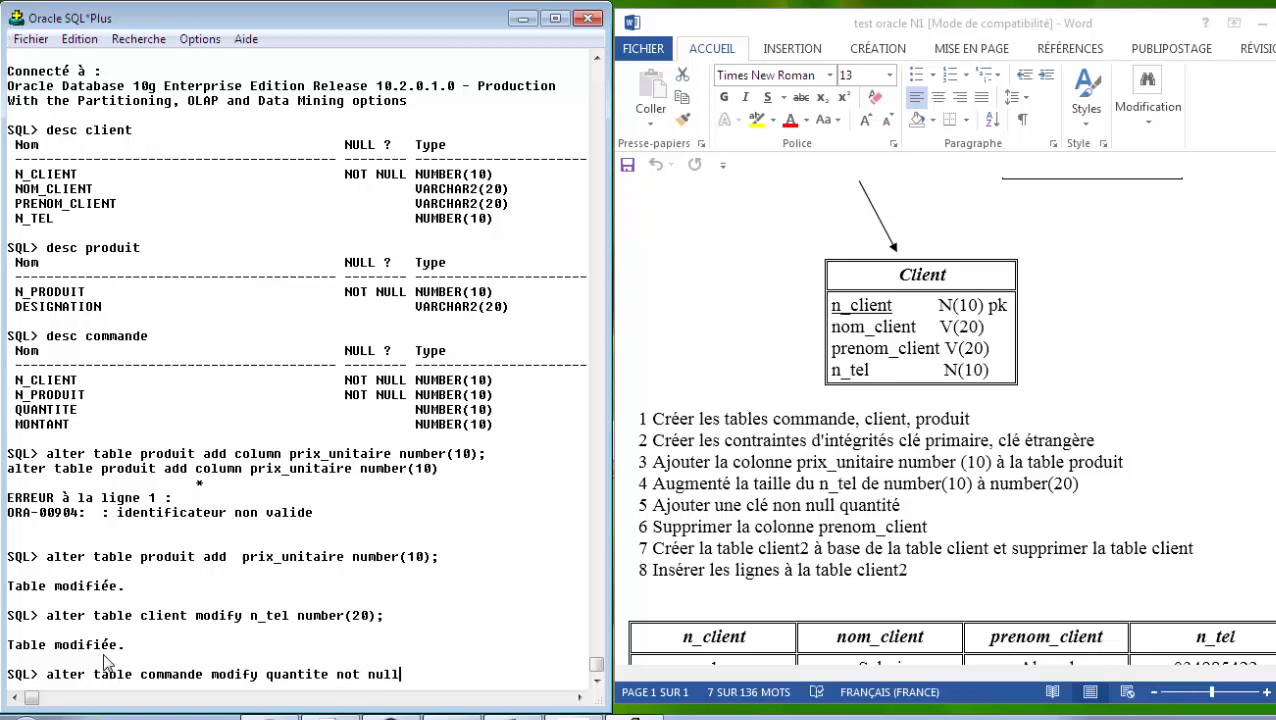 Oracle SQL*Plus
Fichier Edition Recherche Options Aide
Connecté à :
Oracle Database 10g Enterprise Edition Release 10.2.0.1.0 - Production
With the Partitioning, OLAP and Data Mining options
SQL> desc client
Nom NULL ? Type
N_CLIENT NOT NULL NUMBER(10)
NOM_CLIENT VARCHAR2(20)
PRENOM_CLIENT VARCHAR2(20)
N_TEL NUMBER(10)
SQL> desc produit
Nom NULL ? Type
N_PRODUIT NOT NULL NUMBER(10)
DESIGNATION VARCHAR2(20)
SQL> desc commande
Nom NULL ? Type
N_CLIENT NOT NULL NUMBER(10)
N_PRODUIT NOT NULL NUMBER(10)
QUANTITE NUMBER(10)
MONTANT NUMBER(10)
SQL> alter table produit add column prix_unitaire number(10);
alter table produit add column prix_unitaire number(10)
*
ERREUR à la ligne 1 :
ORA-00904: : identificateur non valide
SQL> alter table produit add  prix_unitaire number(10);
Table modifiée.
SQL> alter table client modify n_tel number(20);
Table modifiée.
SQL> alter table commande modify quantite not null
test oracle N1 [Mode de compatibilité] - Word
FICHIER ACCUEIL INSERTION CRÉATION MISE EN PAGE RÉFÉRENCES PUBLIPOSTAGE RÉVISI
Times New Roman 13
G I S abc x₂ x²
A A Aa A A
Coller Styles Modification
Presse-papiers Police Paragraphe Style
Client
n_client N(10) pk
nom_client V(20)
prenom_client V(20)
n_tel N(10)
1 Créer les tables commande, client, produit
2 Créer les contraintes d'intégrités clé primaire, clé étrangère
3 Ajouter la colonne prix_unitaire number (10) à la table produit
4 Augmenté la taille du n_tel de number(10) à number(20)
5 Ajouter une clé non null quantité
6 Supprimer la colonne prenom_client
7 Créer la table client2 à base de la table client et supprimer la table client
8 Insérer les lignes à la table client2
n_client nom_client prenom_client n_tel
PAGE 1 SUR 1 7 SUR 136 MOTS FRANÇAIS (FRANCE)